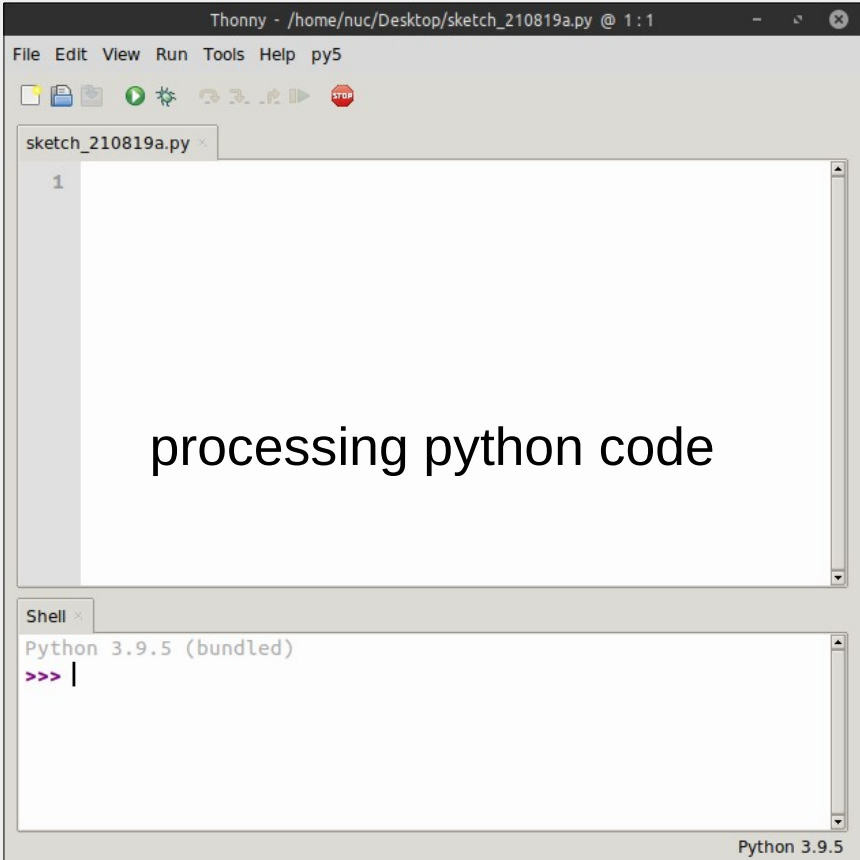 Thonny - /home/nuc/Desktop/sketch_210819a.py @ 1 : 1
File Edit View Run Tools Help py5
STOP
sketch_210819a.py
1
processing python code
Shell
Python 3.9.5 (bundled)
>>>
Python 3.9.5